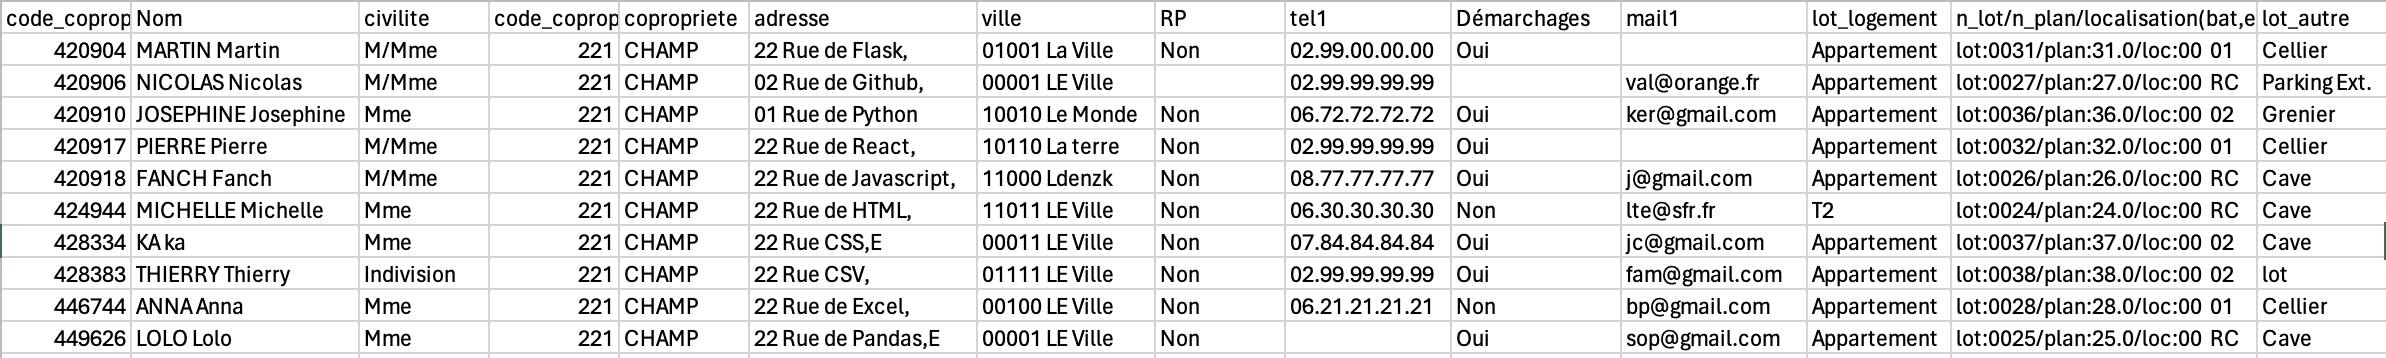 code_coprop Nom civilite code_coprop copropriete adresse ville RP tel1 Démarchages mail1 lot_logement n_lot/n_plan/localisation(bat,e lot_autre
420904 MARTIN Martin M/Mme 221 CHAMP 22 Rue de Flask, 01001 La Ville Non 02.99.00.00.00 Oui Appartement lot:0031/plan:31.0/loc:00 01 Cellier
420906 NICOLAS Nicolas M/Mme 221 CHAMP 02 Rue de Github, 00001 LE Ville 02.99.99.99.99 val@orange.fr Appartement lot:0027/plan:27.0/loc:00 RC Parking Ext.
420910 JOSEPHINE Josephine Mme 221 CHAMP 01 Rue de Python 10010 Le Monde Non 06.72.72.72.72 Oui ker@gmail.com Appartement lot:0036/plan:36.0/loc:00 02 Grenier
420917 PIERRE Pierre M/Mme 221 CHAMP 22 Rue de React, 10110 La terre Non 02.99.99.99.99 Oui Appartement lot:0032/plan:32.0/loc:00 01 Cellier
420918 FANCH Fanch M/Mme 221 CHAMP 22 Rue de Javascript, 11000 Ldenzk Non 08.77.77.77.77 Oui j@gmail.com Appartement lot:0026/plan:26.0/loc:00 RC Cave
424944 MICHELLE Michelle Mme 221 CHAMP 22 Rue de HTML, 11011 LE Ville Non 06.30.30.30.30 Non lte@sfr.fr T2 lot:0024/plan:24.0/loc:00 RC Cave
428334 KA ka Mme 221 CHAMP 22 Rue CSS,E 00011 LE Ville Non 07.84.84.84.84 Oui jc@gmail.com Appartement lot:0037/plan:37.0/loc:00 02 Cave
428383 THIERRY Thierry Indivision 221 CHAMP 22 Rue CSV, 01111 LE Ville Non 02.99.99.99.99 Oui fam@gmail.com Appartement lot:0038/plan:38.0/loc:00 02 lot
446744 ANNA Anna Mme 221 CHAMP 22 Rue de Excel, 00100 LE Ville Non 06.21.21.21.21 Non bp@gmail.com Appartement lot:0028/plan:28.0/loc:00 01 Cellier
449626 LOLO Lolo Mme 221 CHAMP 22 Rue de Pandas,E 00001 LE Ville Non Oui sop@gmail.com Appartement lot:0025/plan:25.0/loc:00 RC Cave